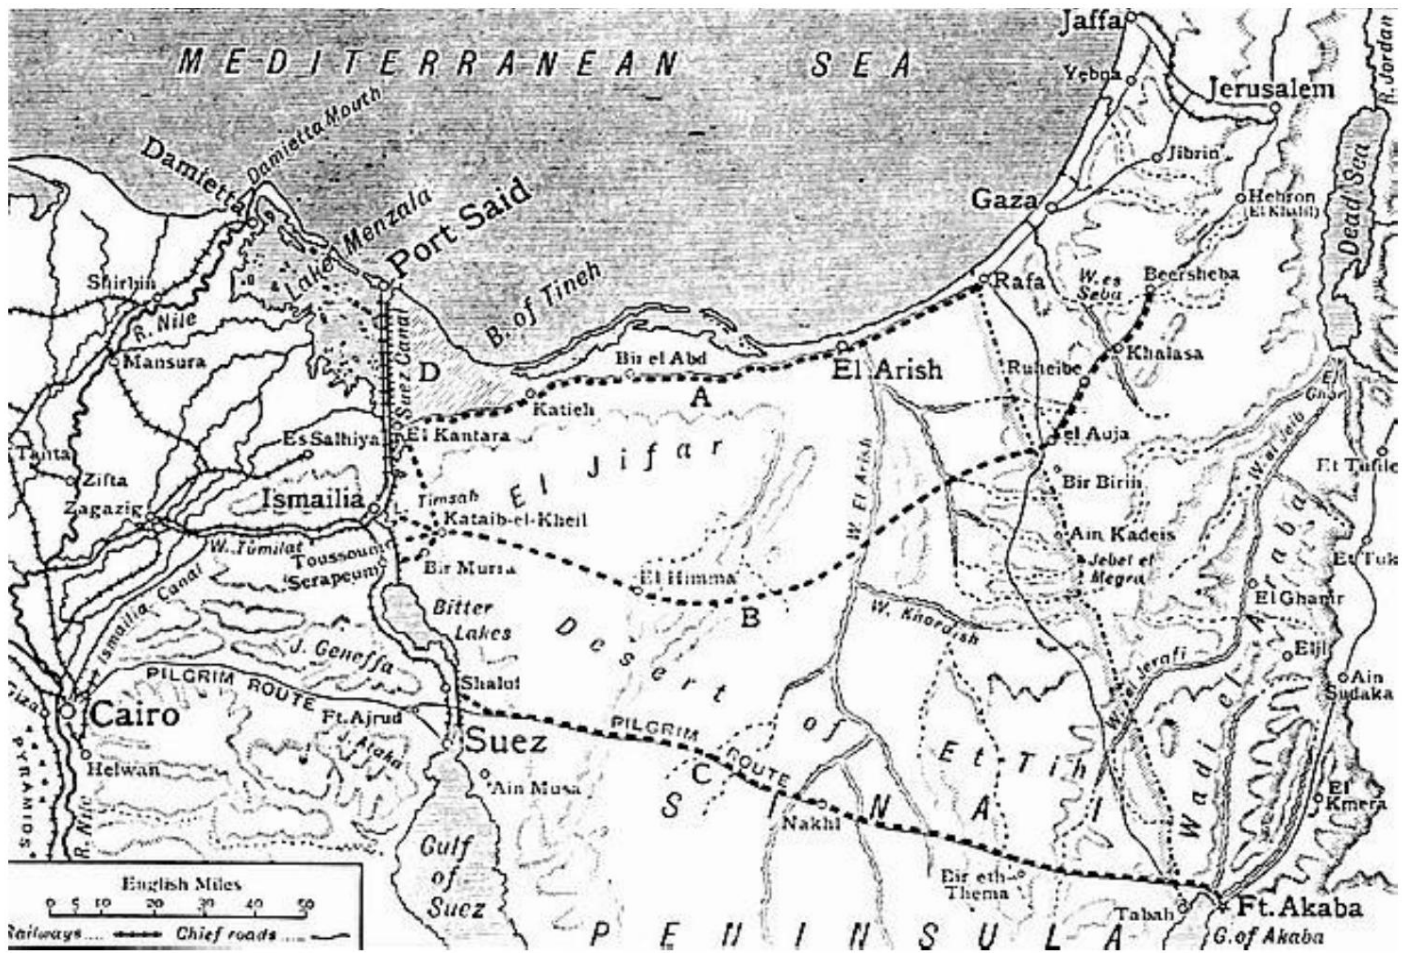 MEDITERRANEAN SEA
Jaffa
Yebna
Jerusalem
R. Jordan
Jibrin
Damietta Mouth
Damietta
Lake Menzala
Port Said
Gaza
Hebron
(El Khalil)
Dead Sea
Shirbin
R. Nile
Mansura
B. of Tineh
Suez Canal
D
Bir el Abd
Rafa
W. es
Seba
Beersheba
El Arish
Ruheibe
Khalasa
A
Katieh
El
Ghor
Es Salhiya
El Kantara
el Auja
Tanta
Zifta
Zagazig
Ismailia
L. Timsah
El Jifar
W. El Arish
Bir Birin
W. el Jeib
Et Tufile
Kataib-el-Kheil
W. Tumilat
Toussoum
Serapeum
Bir Murra
Ain Kadeis
Jebel el
Megra
Et Tuk
El Himma
B
El Ghamr
Ismailia Canal
Bitter
Lakes
W. Khordish
J. Geneffa
Desert of Et Tih
W. el Jerafi
Eiji
Wadi el Araba
PILGRIM ROUTE
Shaluf
Ain
Sudaka
Cairo
Ft. Ajrud
J. Ataka
Suez
PILGRIM ROUTE
C
Helwan
PYRAMIDS
R. Nile
Ain Musa
Nakhl
El
Kmera
SINAI
Gulf
of
Suez
Bir eth
Thema
Tabah
Ft. Akaba
G. of Akaba
PENINSULA
English Miles
0 5 10 20 30 40 50
Railways.... Chief roads....